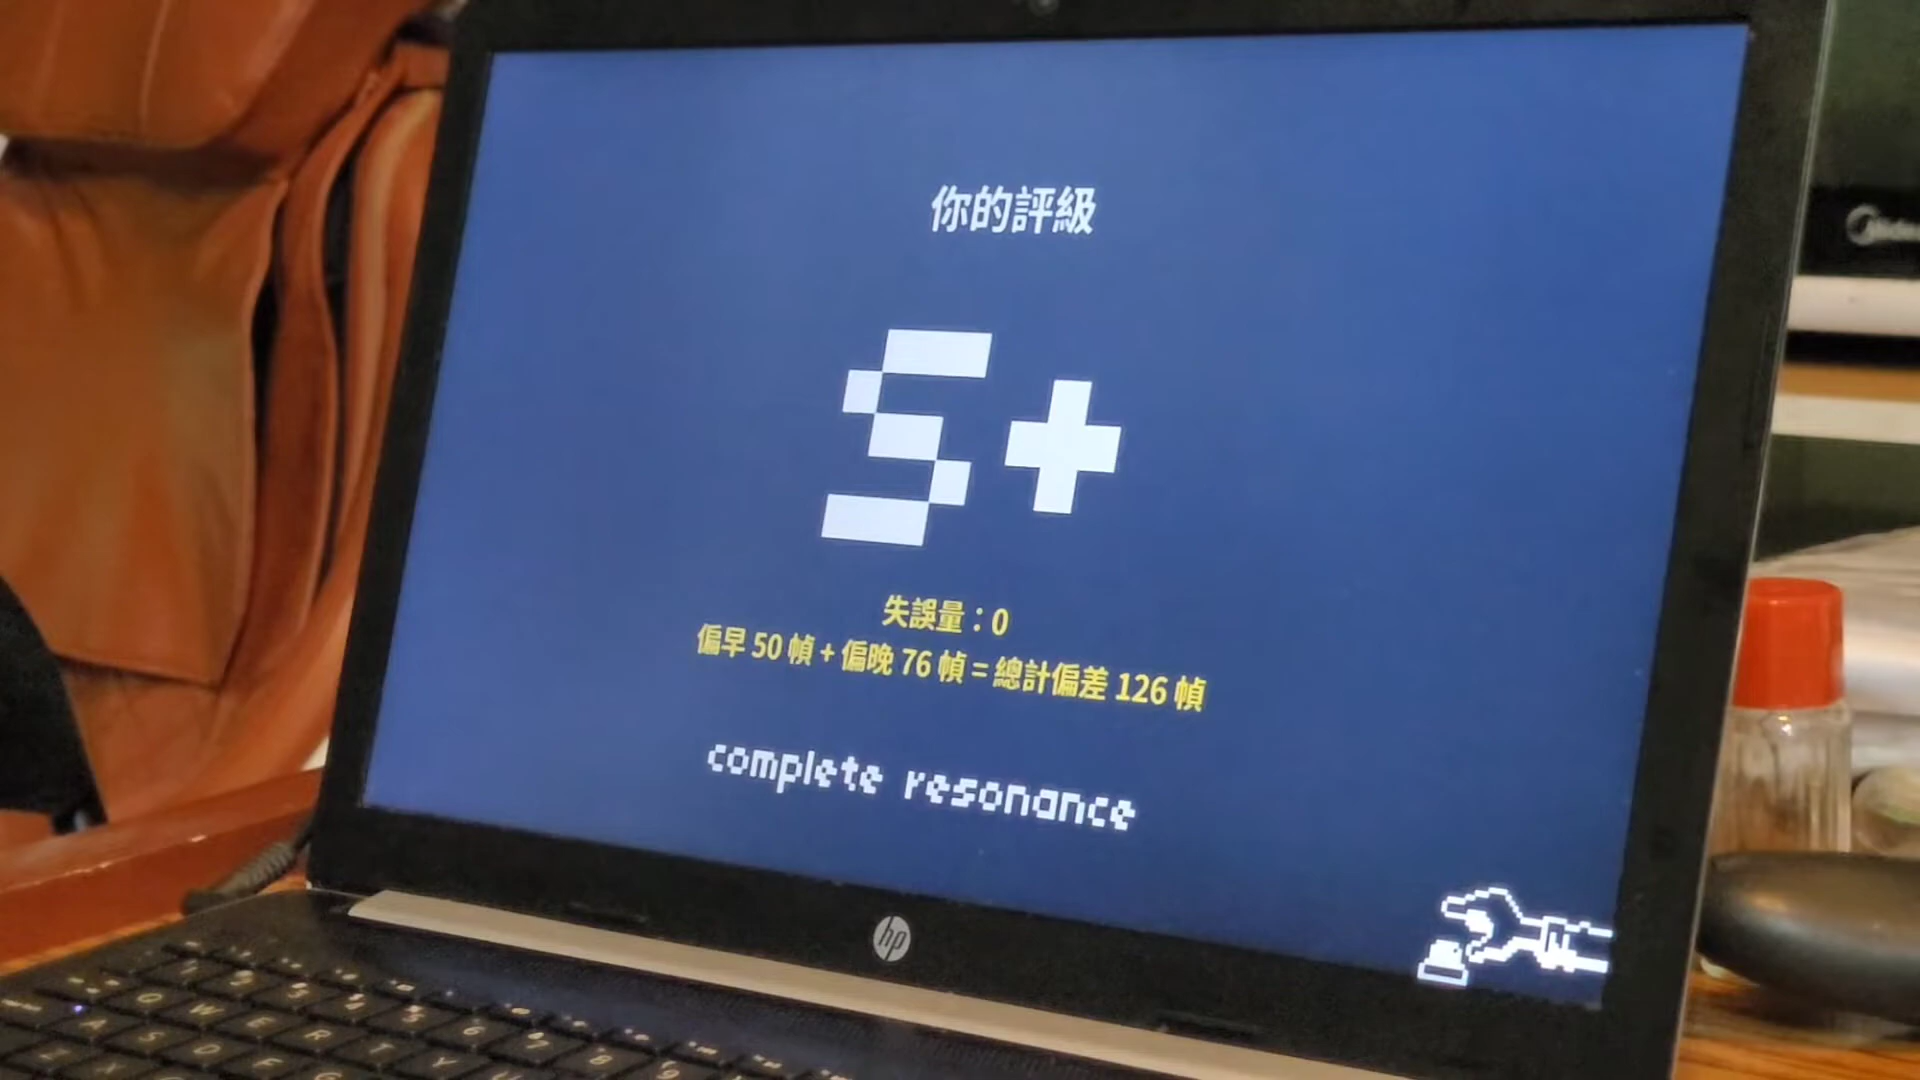 你的評級
S+
失誤量：0
偏早 50 幀 + 偏晚 76 幀 = 總計偏差 126 幀
complete resonance
hp
Q W E R T Y
A S D F G